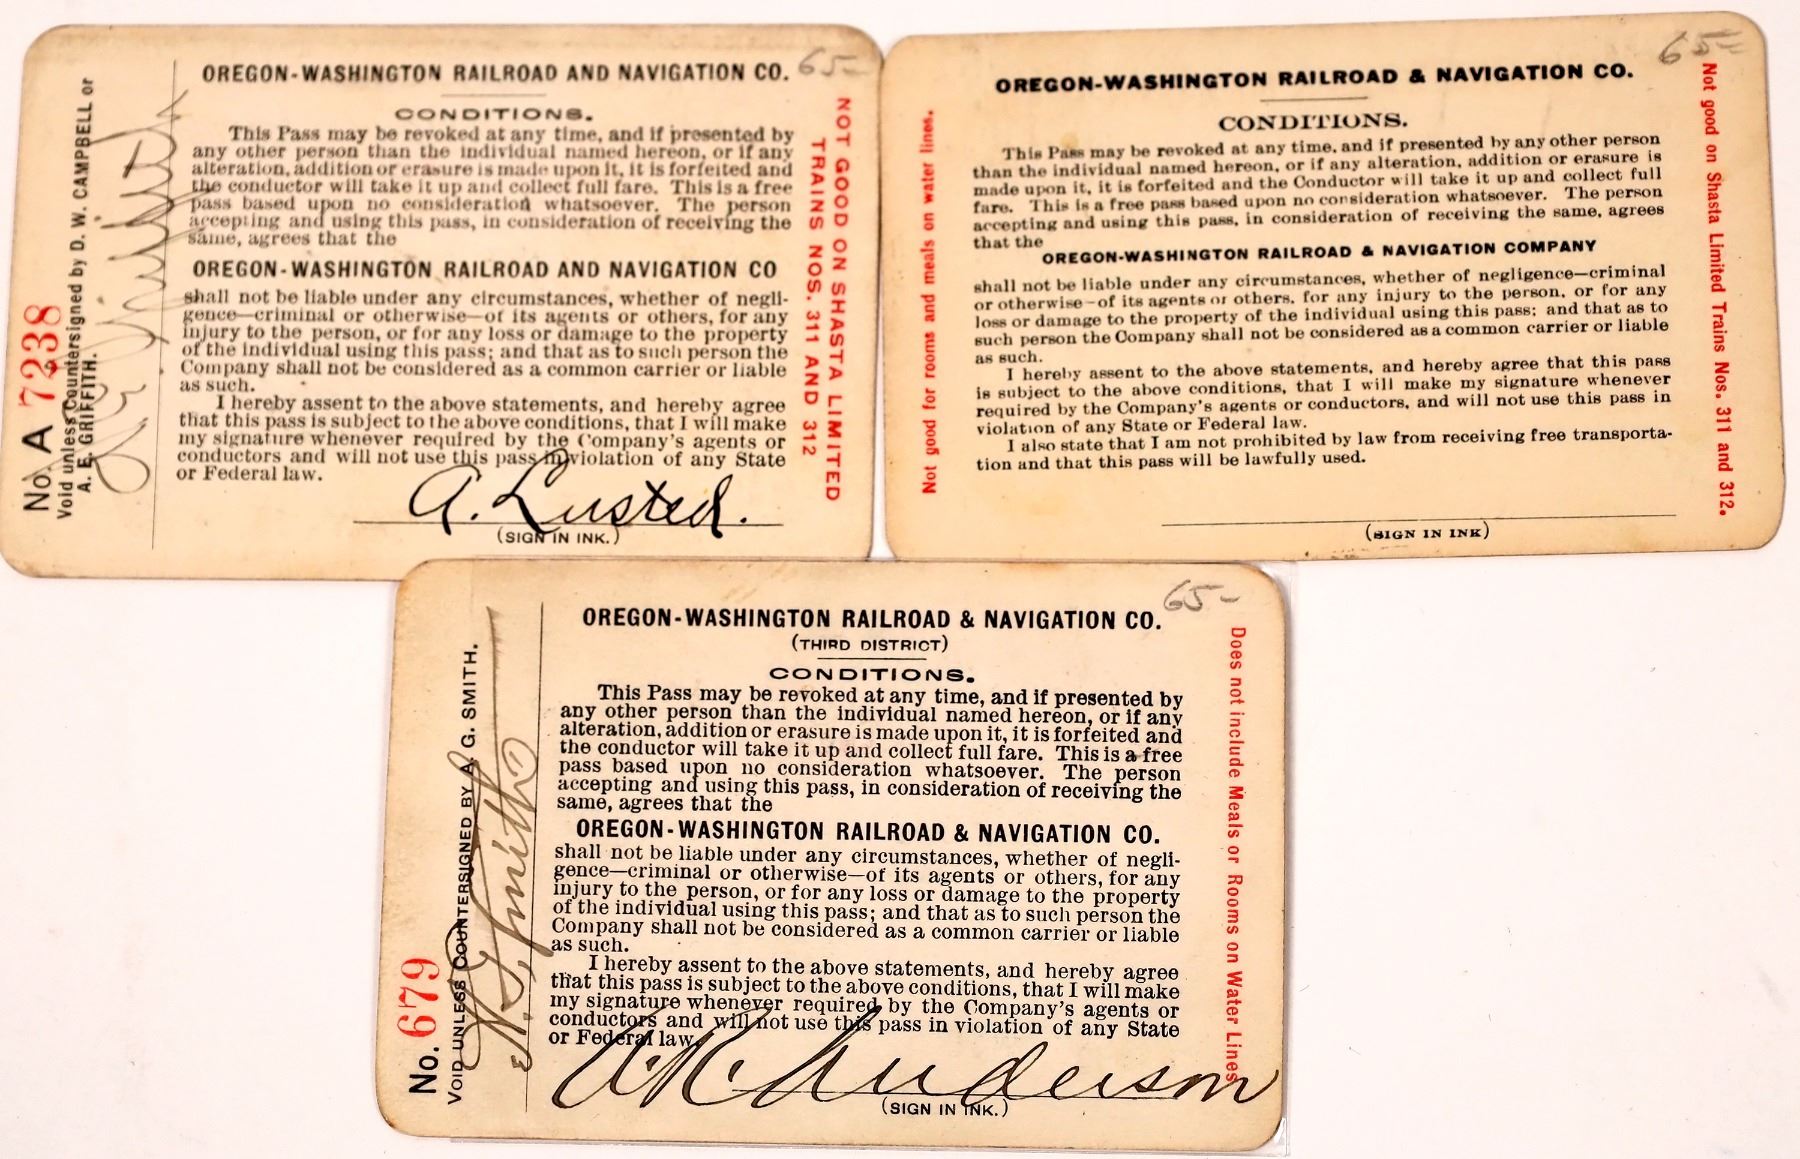 65-
OREGON-WASHINGTON RAILROAD AND NAVIGATION CO.
CONDITIONS.
This Pass may be revoked at any time, and if presented by
any other person than the individual named hereon, or if any
alteration, addition or erasure is made upon it, it is forfeited and
the conductor will take it up and collect full fare. This is a free
pass based upon no consideration whatsoever. The person
accepting and using this pass, in consideration of receiving the
same, agrees that the
OREGON-WASHINGTON RAILROAD AND NAVIGATION CO
shall not be liable under any circumstances, whether of negli-
gence—criminal or otherwise—of its agents or others, for any
injury to the person, or for any loss or damage to the property
of the individual using this pass; and that as to such person the
Company shall not be considered as a common carrier or liable
as such.
I hereby assent to the above statements, and hereby agree
that this pass is subject to the above conditions, that I will make
my signature whenever required by the Company's agents or
conductors and will not use this pass in violation of any State
or Federal law.
A. Lusted.
(SIGN IN INK.)
No. A 7238
Void unless Countersigned by D. W. CAMPBELL or
A. E. GRIFFITH.
NOT GOOD ON SHASTA LIMITED
TRAINS NOS. 311 AND 312
65-
OREGON-WASHINGTON RAILROAD & NAVIGATION CO.
CONDITIONS.
This Pass may be revoked at any time, and if presented by any other person
than the individual named hereon, or if any alteration, addition or erasure is
made upon it, it is forfeited and the Conductor will take it up and collect full
fare. This is a free pass based upon no consideration whatsoever. The person
accepting and using this pass, in consideration of receiving the same, agrees
that the
OREGON-WASHINGTON RAILROAD & NAVIGATION COMPANY
shall not be liable under any circumstances, whether of negligence—criminal
or otherwise—of its agents or others, for any injury to the person, or for any
loss or damage to the property of the individual using this pass; and that as to
such person the Company shall not be considered as a common carrier or liable
as such.
I hereby assent to the above statements, and hereby agree that this pass
is subject to the above conditions, that I will make my signature whenever
required by the Company's agents or conductors, and will not use this pass in
violation of any State or Federal law.
I also state that I am not prohibited by law from receiving free transporta-
tion and that this pass will be lawfully used.
(SIGN IN INK)
Not good for rooms and meals on water lines.
Not good on Shasta Limited Trains Nos. 311 and 312.
65-
OREGON-WASHINGTON RAILROAD & NAVIGATION CO.
(THIRD DISTRICT)
CONDITIONS.
This Pass may be revoked at any time, and if presented by
any other person than the individual named hereon, or if any
alteration, addition or erasure is made upon it, it is forfeited and
the conductor will take it up and collect full fare. This is a free
pass based upon no consideration whatsoever. The person
accepting and using this pass, in consideration of receiving the
same, agrees that the
OREGON-WASHINGTON RAILROAD & NAVIGATION CO.
shall not be liable under any circumstances, whether of negli-
gence—criminal or otherwise—of its agents or others, for any
injury to the person, or for any loss or damage to the property
of the individual using this pass; and that as to such person the
Company shall not be considered as a common carrier or liable
as such.
I hereby assent to the above statements, and hereby agree
that this pass is subject to the above conditions, that I will make
my signature whenever required by the Company's agents or
conductors and will not use this pass in violation of any State
or Federal law.
A R Anderson
(SIGN IN INK.)
No. 679
VOID UNLESS COUNTERSIGNED BY A. G. SMITH.
A. G. Smith
Does not include Meals or Rooms on Water Lines